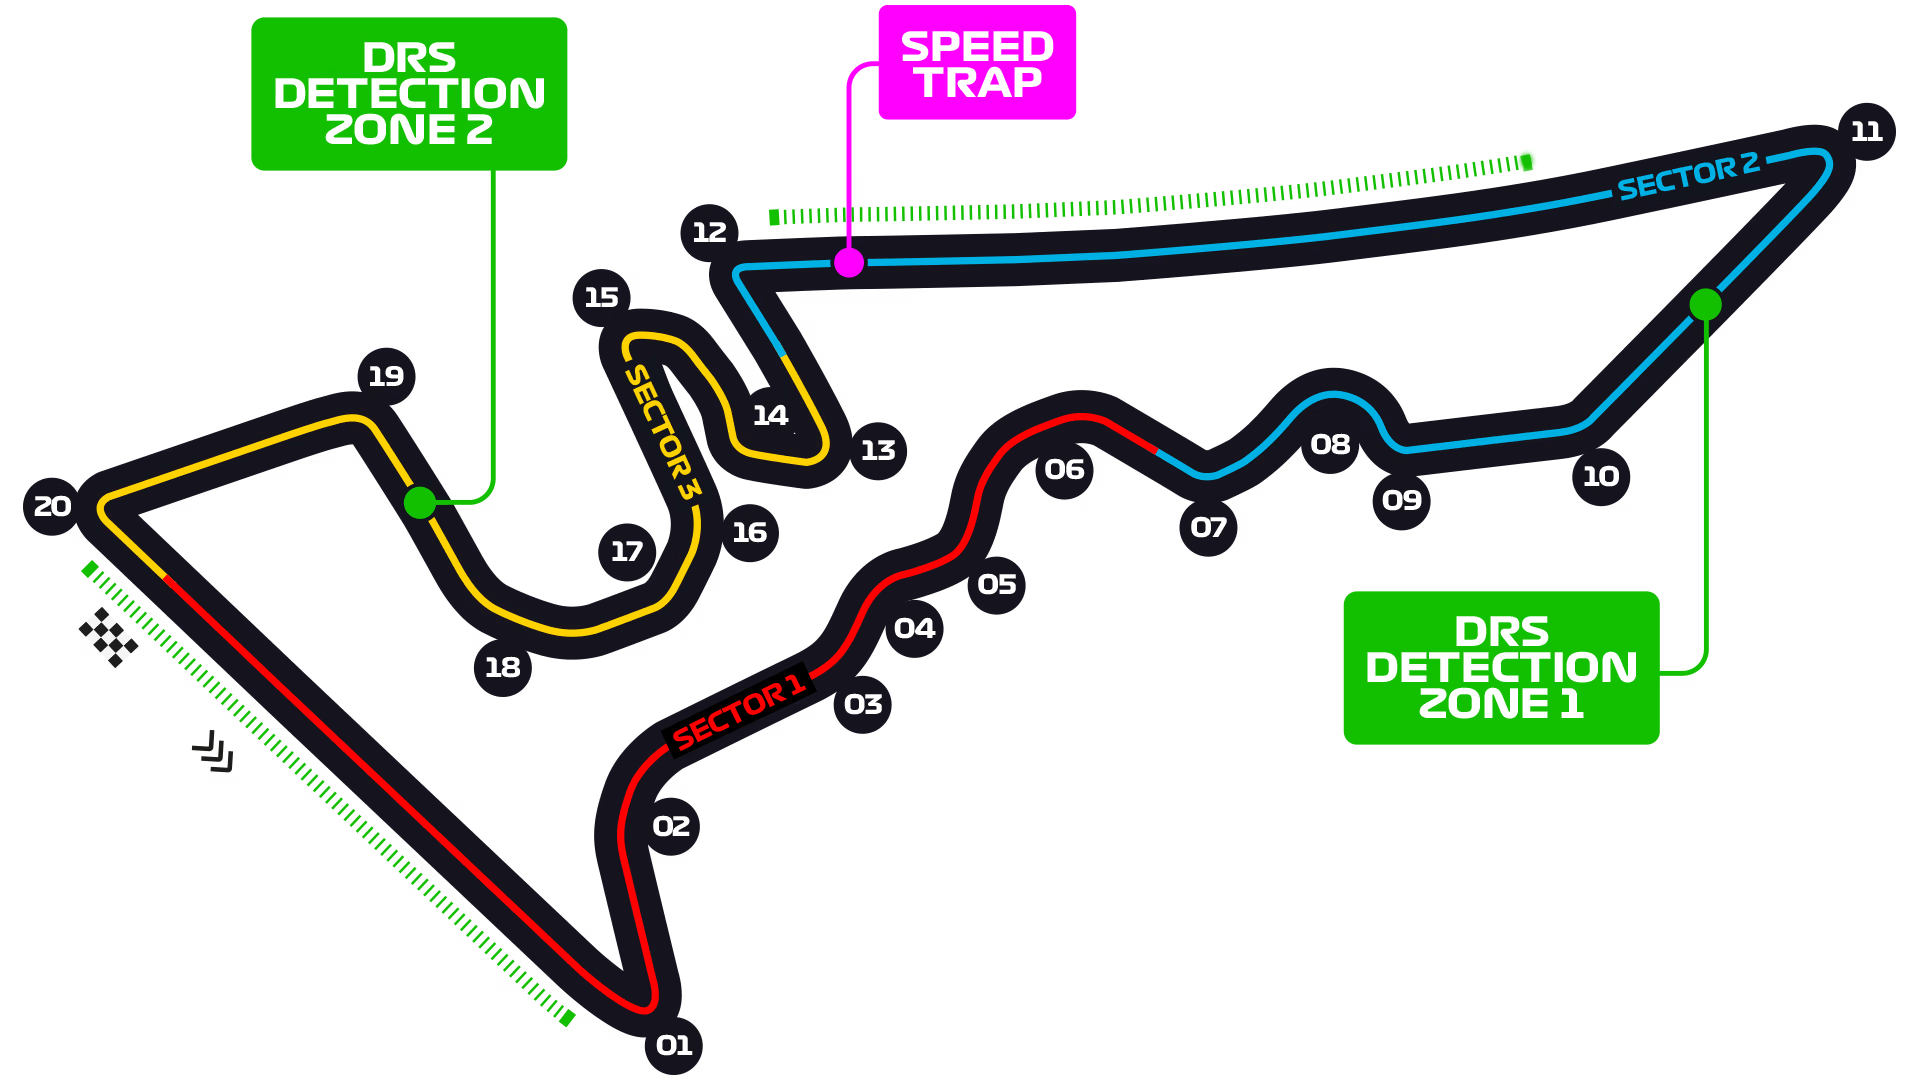 DRS
DETECTION
ZONE 2
SPEED
TRAP
11
SECTOR 2
12
15
19
14
13
SECTOR 3
08
06
10
09
20
07
16
17
05
DRS
DETECTION
ZONE 1
04
18
03
SECTOR 1
02
01